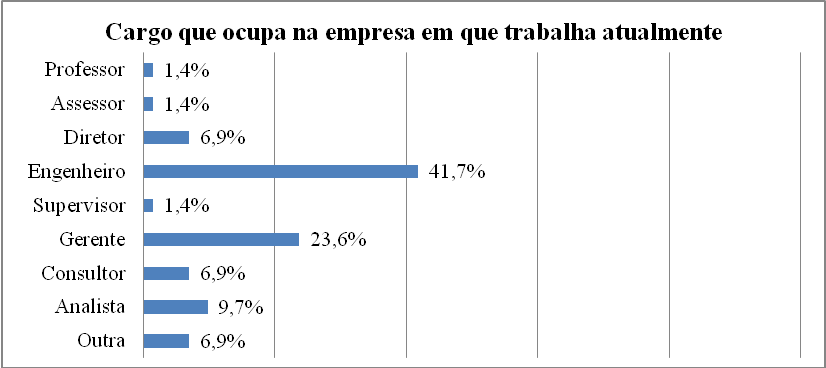 Cargo que ocupa na empresa em que trabalha atualmente
Professor 1,4%
Assessor 1,4%
Diretor 6,9%
Engenheiro 41,7%
Supervisor 1,4%
Gerente 23,6%
Consultor 6,9%
Analista 9,7%
Outra 6,9%